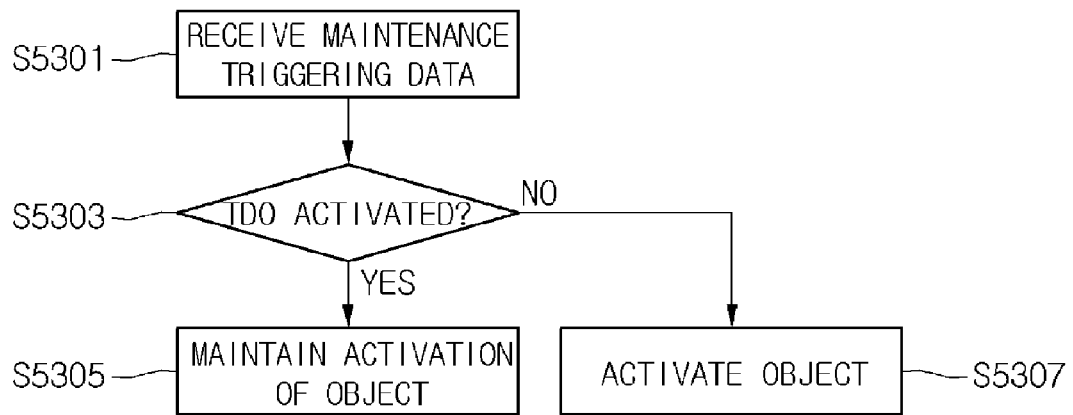 RECEIVE MAINTENANCE
TRIGGERING DATA
S5301
TDO ACTIVATED?
NO
S5303
YES
MAINTAIN ACTIVATION
OF OBJECT
S5305
ACTIVATE OBJECT
S5307